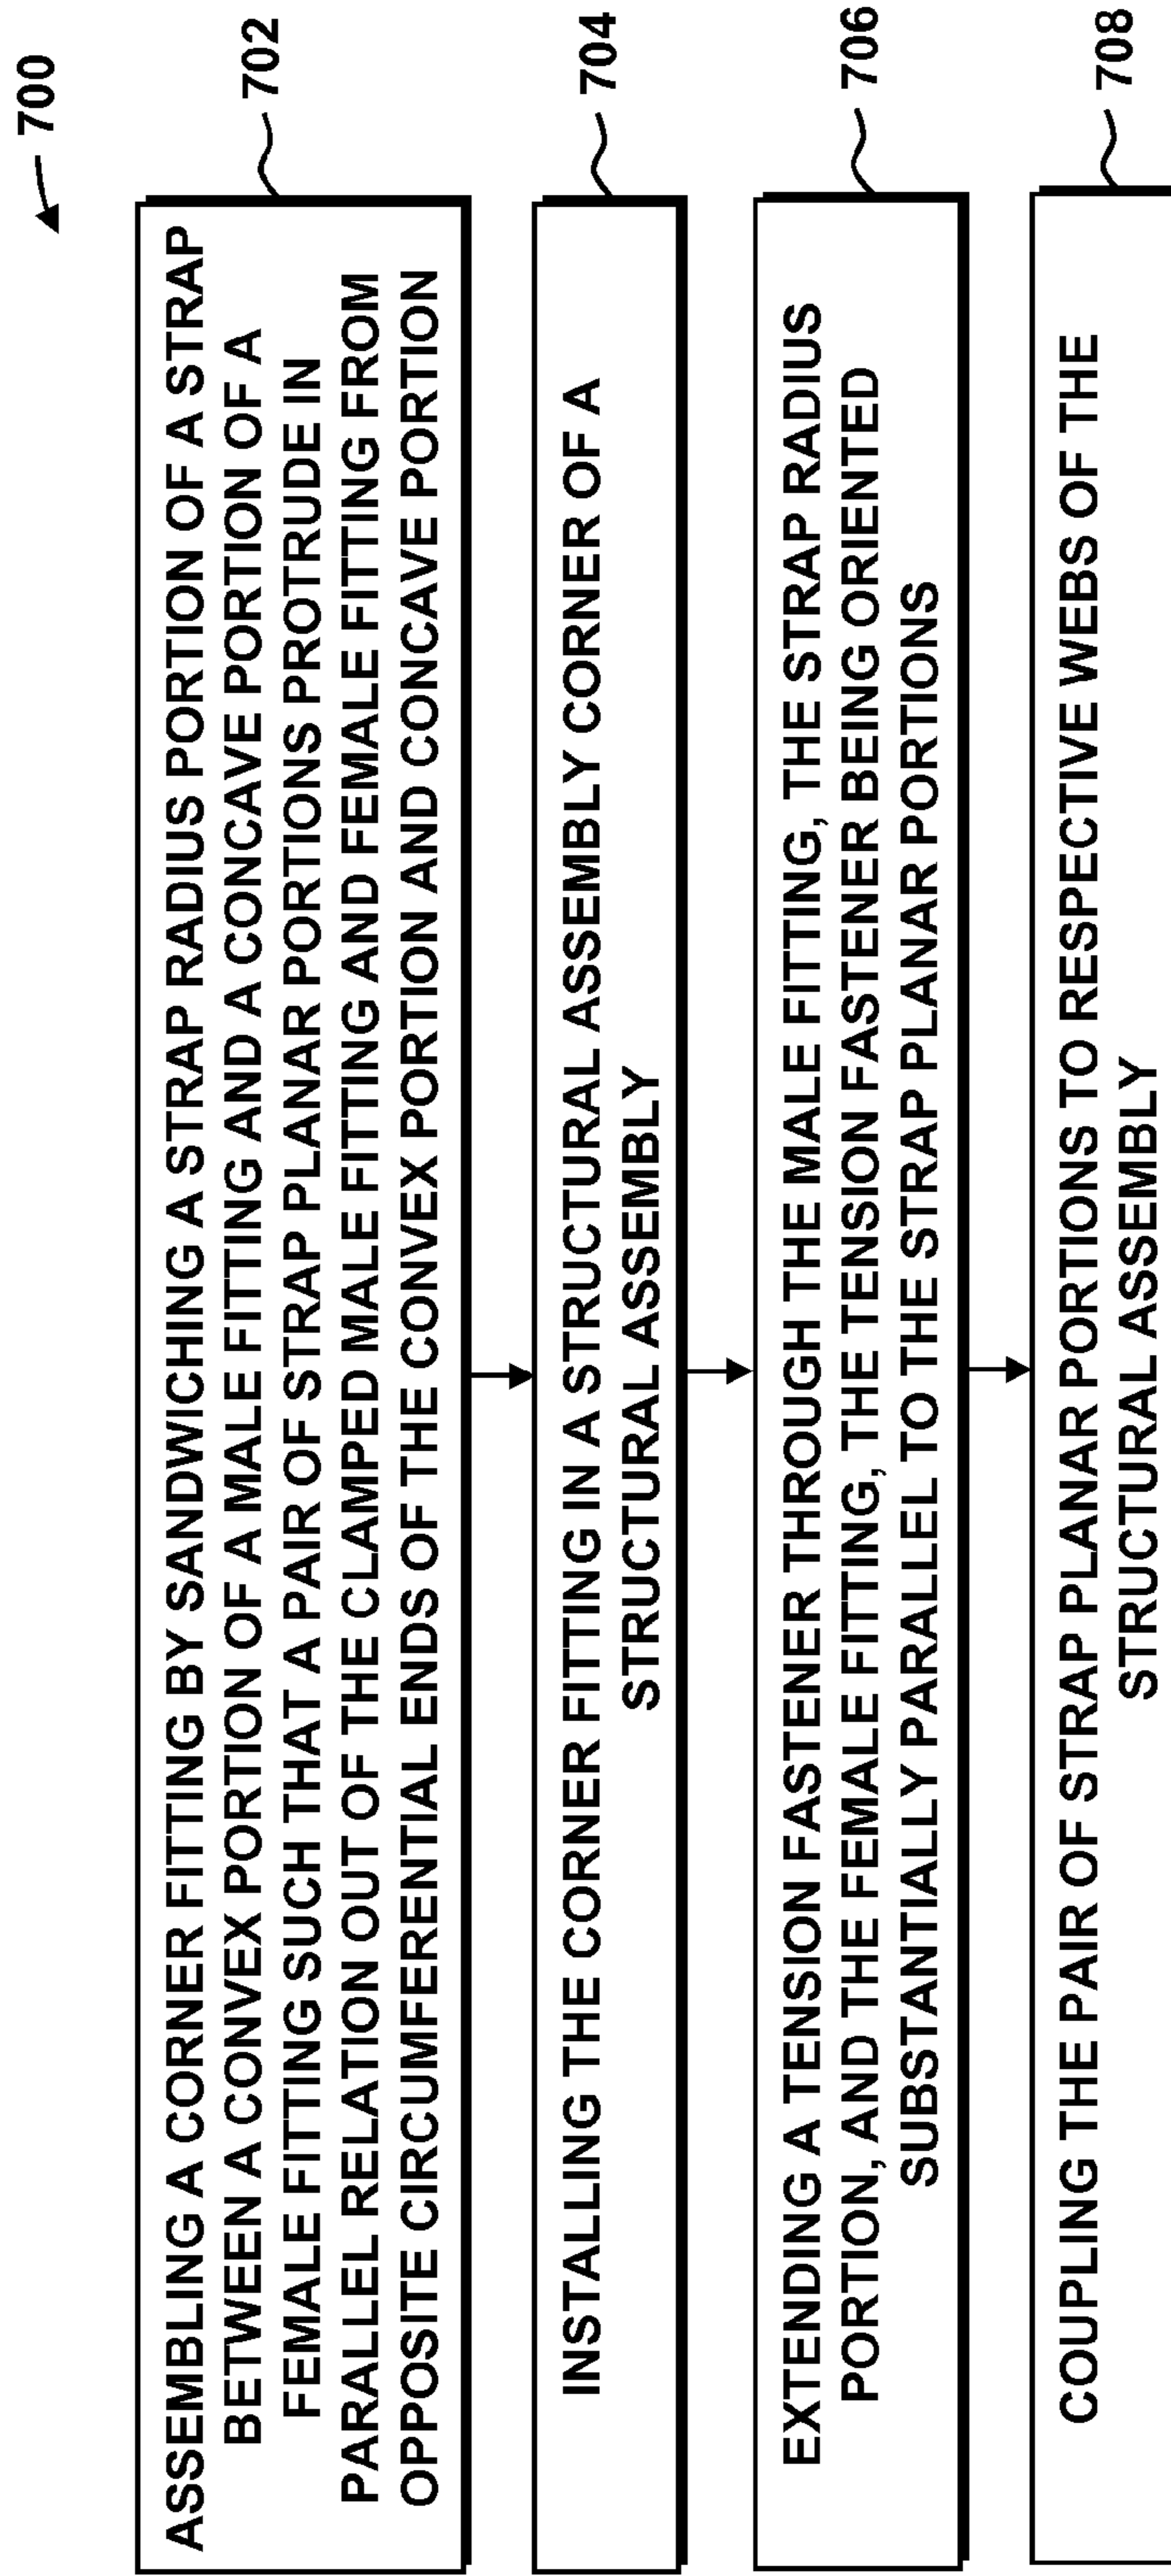 700
702
ASSEMBLING A CORNER FITTING BY SANDWICHING A STRAP RADIUS PORTION OF A STRAP
BETWEEN A CONVEX PORTION OF A MALE FITTING AND A CONCAVE PORTION OF A
FEMALE FITTING SUCH THAT A PAIR OF STRAP PLANAR PORTIONS PROTRUDE IN
PARALLEL RELATION OUT OF THE CLAMPED MALE FITTING AND FEMALE FITTING FROM
OPPOSITE CIRCUMFERENTIAL ENDS OF THE CONVEX PORTION AND CONCAVE PORTION
704
INSTALLING THE CORNER FITTING IN A STRUCTURAL ASSEMBLY CORNER OF A
STRUCTURAL ASSEMBLY
706
EXTENDING A TENSION FASTENER THROUGH THE MALE FITTING, THE STRAP RADIUS
PORTION, AND THE FEMALE FITTING, THE TENSION FASTENER BEING ORIENTED
SUBSTANTIALLY PARALLEL TO THE STRAP PLANAR PORTIONS
708
COUPLING THE PAIR OF STRAP PLANAR PORTIONS TO RESPECTIVE WEBS OF THE
STRUCTURAL ASSEMBLY